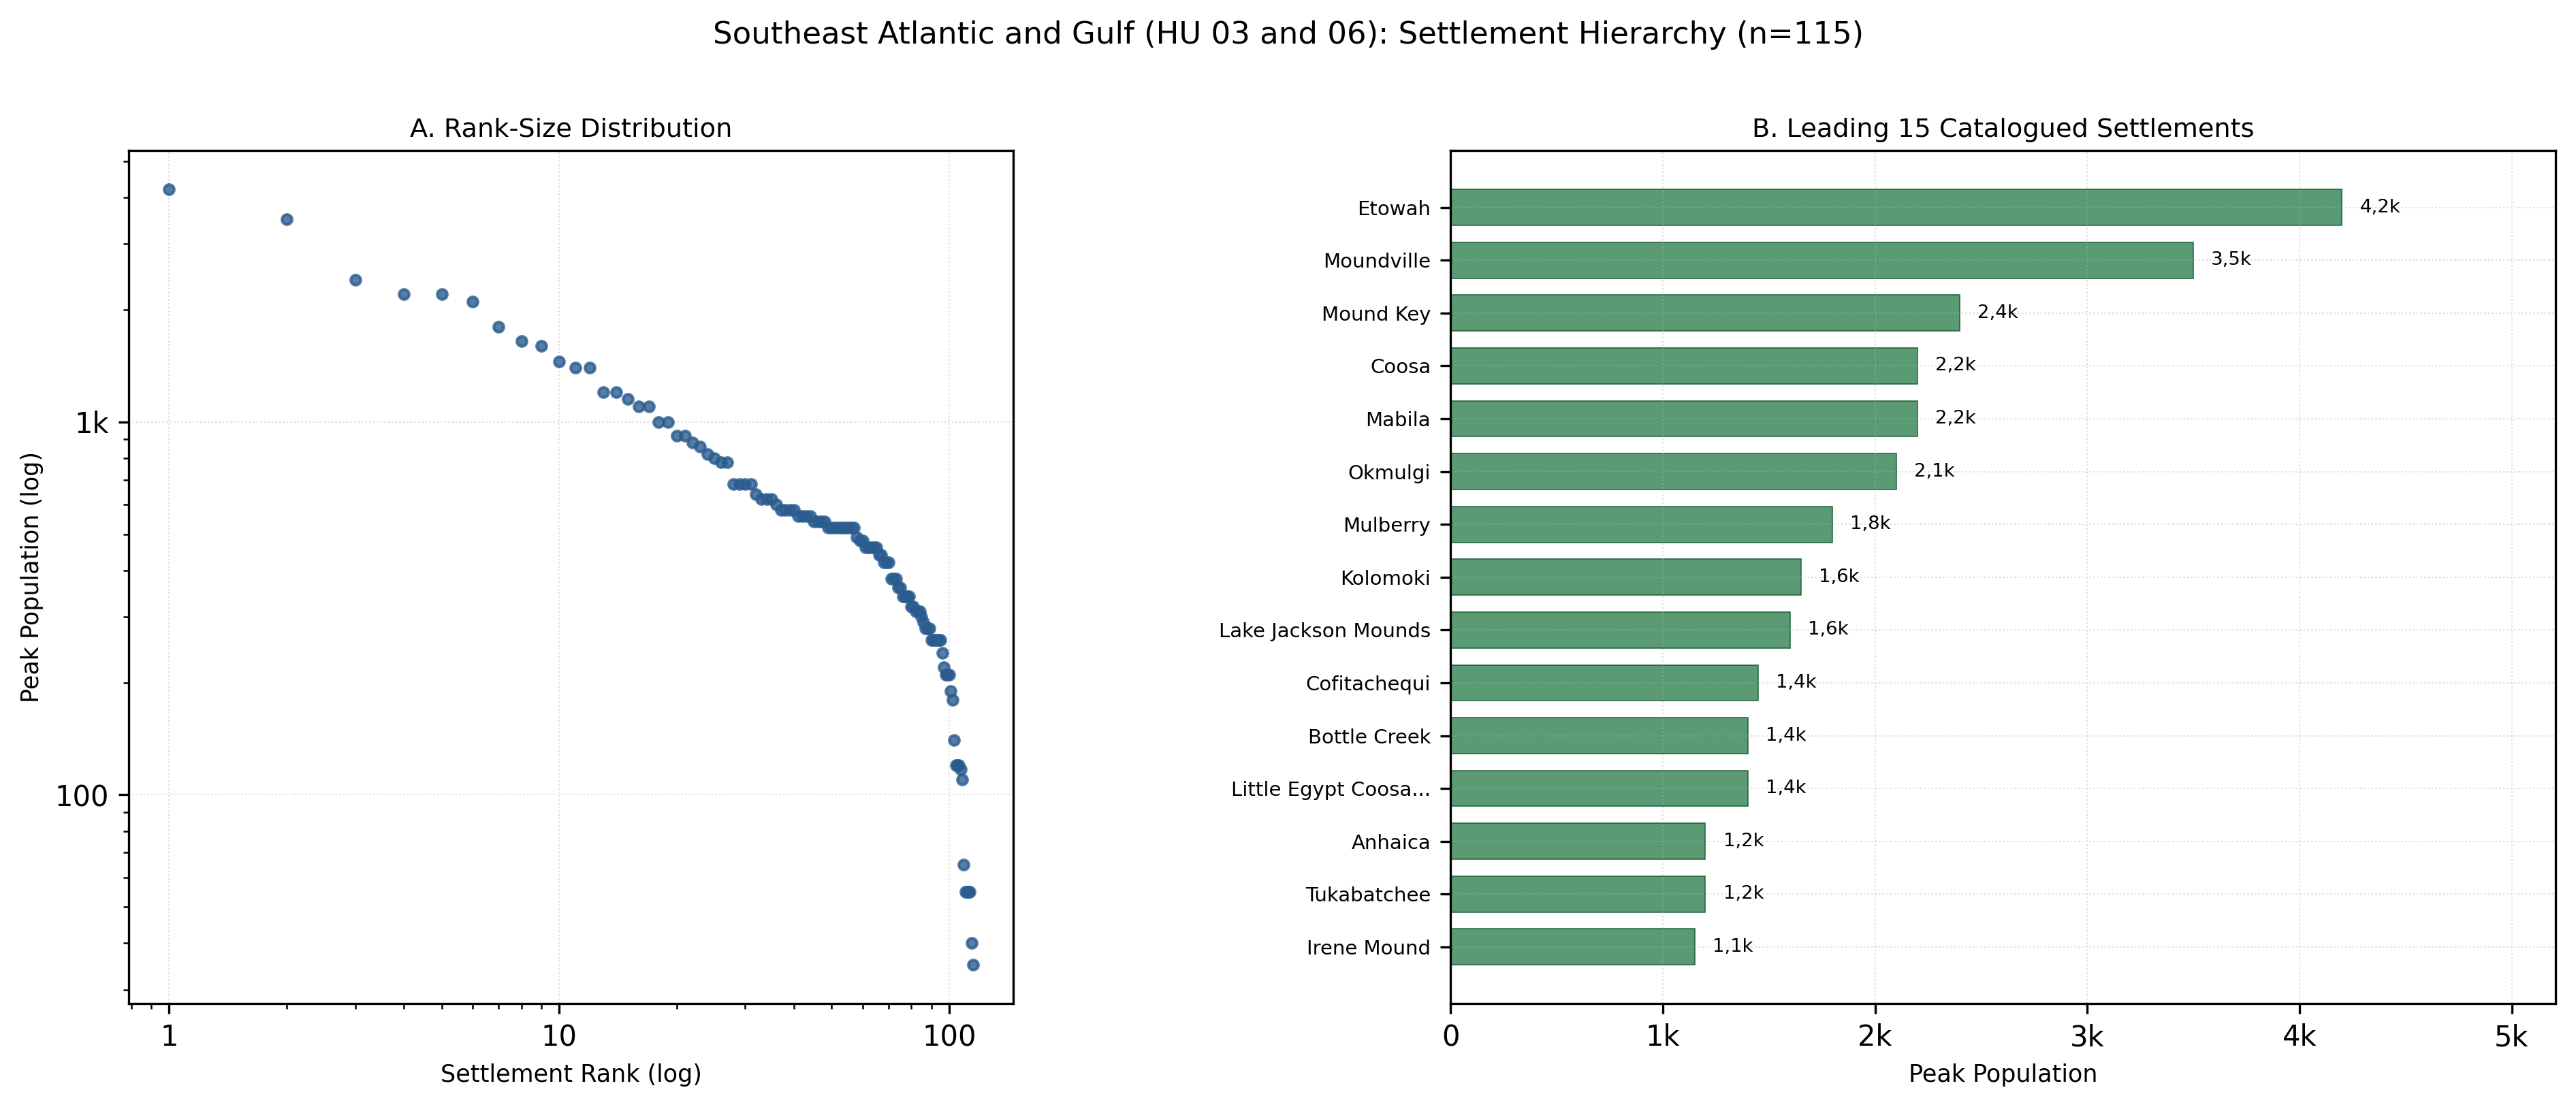 Southeast Atlantic and Gulf (HU 03 and 06): Settlement Hierarchy (n=115)
A. Rank-Size Distribution
Peak Population (log)
1k
100
1
10
100
Settlement Rank (log)
B. Leading 15 Catalogued Settlements
Etowah 4,2k
Moundville 3,5k
Mound Key 2,4k
Coosa 2,2k
Mabila 2,2k
Okmulgi 2,1k
Mulberry 1,8k
Kolomoki 1,6k
Lake Jackson Mounds 1,6k
Cofitachequi 1,4k
Bottle Creek 1,4k
Little Egypt Coosa... 1,4k
Anhaica 1,2k
Tukabatchee 1,2k
Irene Mound 1,1k
0 1k 2k 3k 4k 5k
Peak Population